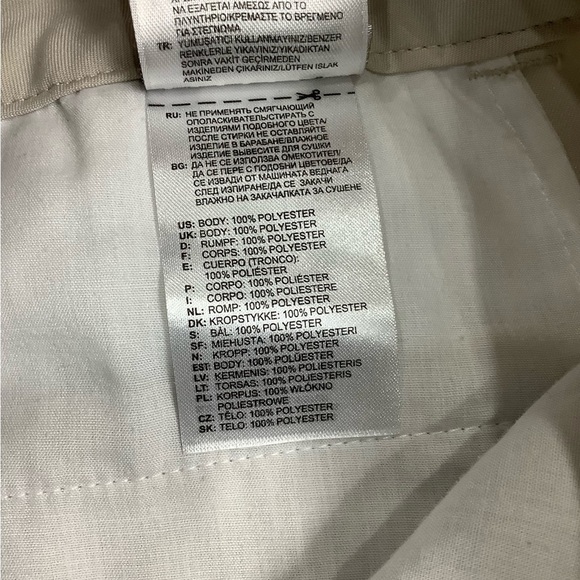 ΝΑ ΕΞΑΓΕΤΑΙ ΑΜΕΣΩΣ ΑΠΟ ΤΟ
ΠΛΥΝΤΗΡΙΟ/ΚΡΕΜΑΣΤΕ ΤΟ ΒΡΕΓΜΕΝΟ
ΓΙΑ ΣΤΕΓΝΩΜΑ
TR: YUMUŞATICI KULLANMAYINIZ/BENZER
RENKLERLE YIKAYINIZ/YIKADIKTAN
SONRA VAKİT GEÇİRMEDEN
MAKİNEDEN ÇIKARINIZ/LÜTFEN ISLAK
ASINIZ
RU: НЕ ПРИМЕНЯТЬ СМЯГЧАЮЩИЙ
ОПОЛАСКИВАТЕЛЬ/СТИРАТЬ С
ИЗДЕЛИЯМИ ПОДОБНОГО ЦВЕТА/
ПОСЛЕ СТИРКИ НЕ ОСТАВЛЯЙТЕ
ИЗДЕЛИЕ В БАРАБАНЕ/ВЛАЖНОЕ
ИЗДЕЛИЕ ВЫВЕСИТЕ ДЛЯ СУШКИ
BG: ДА НЕ СЕ ИЗПОЛЗВА ОМЕКОТИТЕЛ/
ДА СЕ ПЕРЕ С ПОДОБНИ ЦВЕТОВЕ/ДА
СЕ ИЗВАДИ ОТ МАШИНАТА ВЕДНАГА
СЛЕД ИЗПИРАНЕ/ДА СЕ ЗАКАЧИ
ВЛАЖНО НА ЗАКАЧАЛКАТА ЗА СУШЕНЕ
US: BODY: 100% POLYESTER
UK: BODY: 100% POLYESTER
D: RUMPF: 100% POLYESTER
F: CORPS: 100% POLYESTER
E: CUERPO (TRONCO):
100% POLIÉSTER
P: CORPO: 100% POLIÉSTER
I: CORPO: 100% POLIESTERE
NL: ROMP: 100% POLYESTER
DK: KROPSTYKKE: 100% POLYESTER
S: BÅL: 100% POLYESTER
SF: MIEHUSTA: 100% POLYESTERI
N: KROPP: 100% POLYESTER
EST: BODY: 100% POLÜESTER
LV: ĶERMENIS: 100% POLIESTERIS
LT: TORSAS: 100% POLIESTERIS
PL: KORPUS: 100% WŁÓKNO
POLIESTROWE
CZ: TĚLO: 100% POLYESTER
SK: TELO: 100% POLYESTER